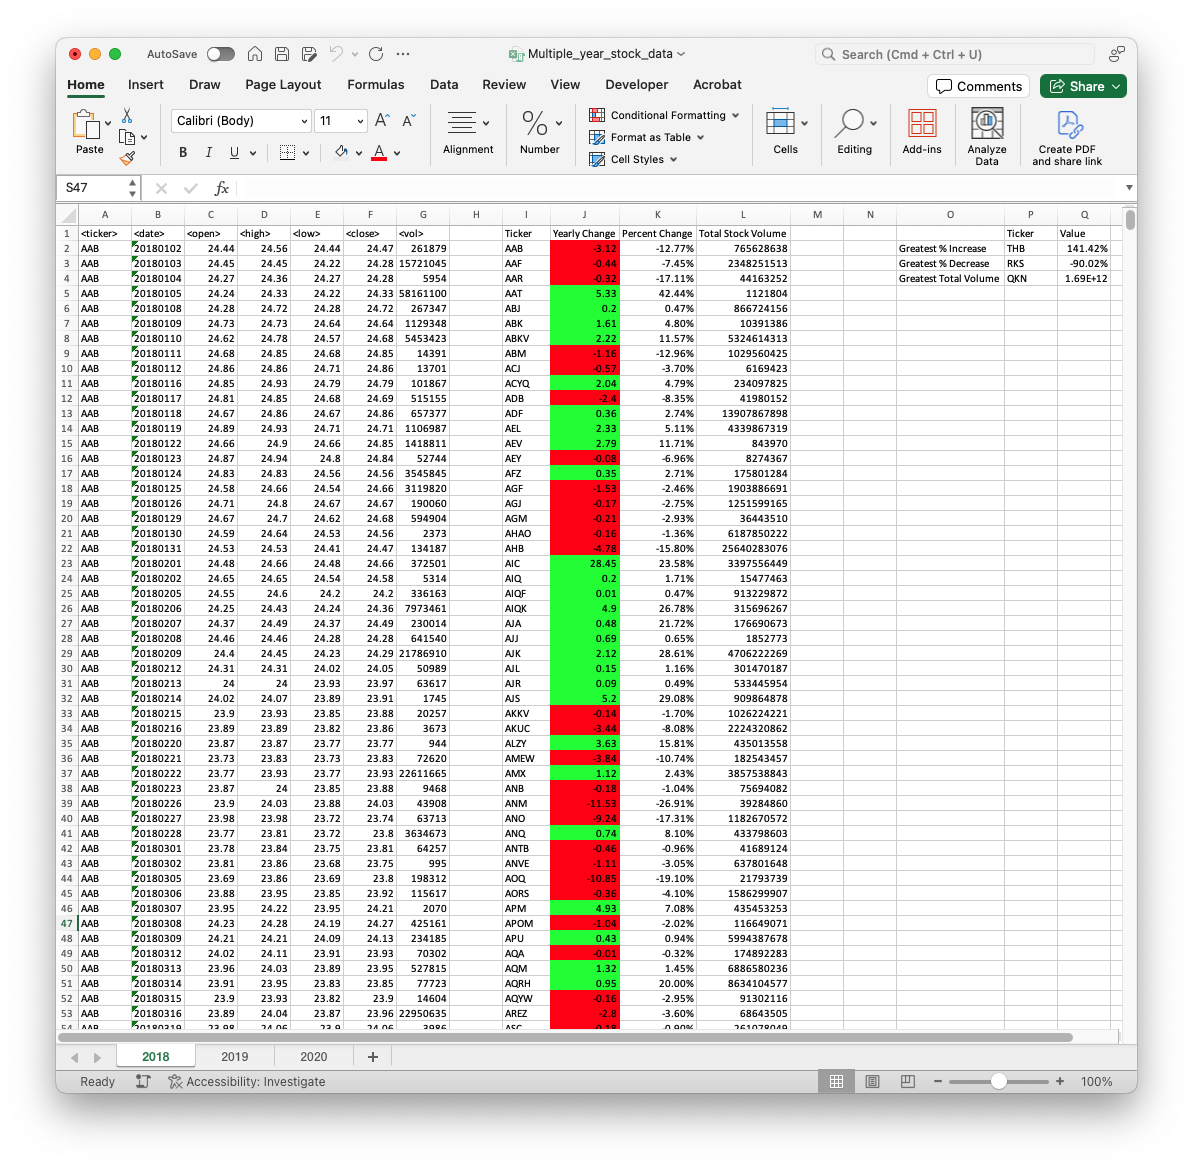 AutoSave
Multiple_year_stock_data
Search (Cmd + Ctrl + U)
Home Insert Draw Page Layout Formulas Data Review View Developer Acrobat Comments Share
Paste
Calibri (Body) 11
B I U
Alignment
Number
Conditional Formatting
Format as Table
Cell Styles
Cells
Editing
Add-ins
Analyze Data
Create PDF and share link
S47 fx
A B C D E F G H I J K L M N O P Q
1 <ticker> <date> <open> <high> <low> <close> <vol> Ticker Yearly Change Percent Change Total Stock Volume Ticker Value
2 AAB 20180102 24.44 24.56 24.44 24.47 261879 AAB -3.12 -12.77% 765628638 Greatest % Increase THB 141.42%
3 AAB 20180103 24.45 24.45 24.22 24.28 15721045 AAF -0.44 -7.45% 2348251513 Greatest % Decrease RKS -90.02%
4 AAB 20180104 24.27 24.36 24.27 24.28 5954 AAR -0.32 -17.11% 44163252 Greatest Total Volume QKN 1.69E+12
5 AAB 20180105 24.24 24.33 24.22 24.33 58161100 AAT 5.33 42.44% 1121804
6 AAB 20180108 24.28 24.72 24.28 24.72 267347 ABJ 0.2 0.47% 866724156
7 AAB 20180109 24.73 24.73 24.64 24.64 1129348 ABK 1.61 4.80% 10391386
8 AAB 20180110 24.62 24.78 24.57 24.68 5453423 ABKV 2.22 11.57% 5324614313
9 AAB 20180111 24.68 24.85 24.68 24.85 14391 ABM -1.16 -12.96% 1029560425
10 AAB 20180112 24.86 24.86 24.71 24.86 13701 ACJ -0.57 -3.70% 6169423
11 AAB 20180116 24.85 24.93 24.79 24.79 101867 ACYQ 2.04 4.79% 234097825
12 AAB 20180117 24.81 24.85 24.68 24.69 515155 ADB -2.4 -8.35% 41980152
13 AAB 20180118 24.67 24.86 24.67 24.86 657377 ADF 0.36 2.74% 13907867898
14 AAB 20180119 24.89 24.93 24.71 24.71 1106987 AEL 2.33 5.11% 4339867319
15 AAB 20180122 24.66 24.9 24.66 24.85 1418811 AEV 2.79 11.71% 843970
16 AAB 20180123 24.87 24.94 24.8 24.84 52744 AEY -0.08 -6.96% 8274367
17 AAB 20180124 24.83 24.83 24.56 24.56 3545845 AFZ 0.35 2.71% 175801284
18 AAB 20180125 24.58 24.66 24.54 24.66 3119820 AGF -1.53 -2.46% 1903886691
19 AAB 20180126 24.71 24.8 24.67 24.67 190060 AGJ -0.17 -2.75% 1251599165
20 AAB 20180129 24.67 24.7 24.62 24.68 594904 AGM -0.21 -2.93% 36443510
21 AAB 20180130 24.59 24.64 24.53 24.56 2373 AHAO -0.16 -1.36% 6187850222
22 AAB 20180131 24.53 24.53 24.41 24.47 134187 AHB -4.78 -15.80% 25640283076
23 AAB 20180201 24.48 24.66 24.48 24.66 372501 AIC 28.45 23.58% 3397556449
24 AAB 20180202 24.65 24.65 24.54 24.58 5314 AIQ 0.2 1.71% 15477463
25 AAB 20180205 24.55 24.6 24.2 24.2 336163 AIQF 0.01 0.47% 913229872
26 AAB 20180206 24.25 24.43 24.24 24.36 7973461 AIQK 4.9 26.78% 315696267
27 AAB 20180207 24.37 24.49 24.37 24.49 230014 AJA 0.48 21.72% 176690673
28 AAB 20180208 24.46 24.46 24.28 24.28 641540 AJJ 0.69 0.65% 1852773
29 AAB 20180209 24.4 24.45 24.23 24.29 21786910 AJK 2.12 28.61% 4706222269
30 AAB 20180212 24.31 24.31 24.02 24.05 50989 AJL 0.15 1.16% 301470187
31 AAB 20180213 24 24 23.93 23.97 63617 AJR 0.09 0.49% 533445954
32 AAB 20180214 24.02 24.07 23.89 23.91 1745 AJS 5.2 29.08% 909864878
33 AAB 20180215 23.9 23.93 23.85 23.88 20257 AKKV -0.14 -1.70% 1026224221
34 AAB 20180216 23.89 23.89 23.82 23.86 3673 AKUC -3.44 -8.08% 2224320862
35 AAB 20180220 23.87 23.87 23.77 23.77 944 ALZY 3.63 15.81% 435013558
36 AAB 20180221 23.73 23.83 23.73 23.83 72620 AMEW -3.84 -10.74% 182543457
37 AAB 20180222 23.77 23.93 23.77 23.93 22611665 AMX 1.12 2.43% 3857538843
38 AAB 20180223 23.87 24 23.85 23.88 9468 ANB -0.18 -1.04% 75694082
39 AAB 20180226 23.9 24.03 23.88 24.03 43908 ANM -11.53 -26.91% 39284860
40 AAB 20180227 23.98 23.98 23.72 23.74 63713 ANO -9.24 -17.31% 1182670572
41 AAB 20180228 23.77 23.81 23.72 23.8 3634673 ANQ 0.74 8.10% 433798603
42 AAB 20180301 23.78 23.84 23.75 23.81 64257 ANTB -0.46 -0.96% 41689124
43 AAB 20180302 23.81 23.86 23.68 23.75 995 ANVE -1.11 -3.05% 637801648
44 AAB 20180305 23.69 23.86 23.69 23.8 198312 AOQ -10.85 -19.10% 21793739
45 AAB 20180306 23.88 23.95 23.85 23.92 115617 AORS -0.36 -4.10% 1586299907
46 AAB 20180307 23.95 24.22 23.95 24.21 2070 APM 4.93 7.08% 435453253
47 AAB 20180308 24.23 24.28 24.19 24.27 425161 APOM -1.04 -2.02% 116649071
48 AAB 20180309 24.21 24.21 24.09 24.13 234185 APU 0.43 0.94% 5994387678
49 AAB 20180312 24.02 24.11 23.91 23.93 70302 AQA -0.01 -0.32% 174892283
50 AAB 20180313 23.96 24.03 23.89 23.95 527815 AQM 1.32 1.45% 6886580236
51 AAB 20180314 23.91 23.95 23.83 23.85 77723 AQRH 0.95 20.00% 8634104577
52 AAB 20180315 23.9 23.93 23.82 23.9 14604 AQYW -0.16 -2.95% 91302116
53 AAB 20180316 23.89 24.04 23.87 23.96 22950635 AREZ -2.8 -3.60% 68643505
54 AAB 20180319 23.98 24.06 23.9 24.06 3986 ASC -0.18 -0.90% 261078049
2018 2019 2020 +
Ready Accessibility: Investigate 100%